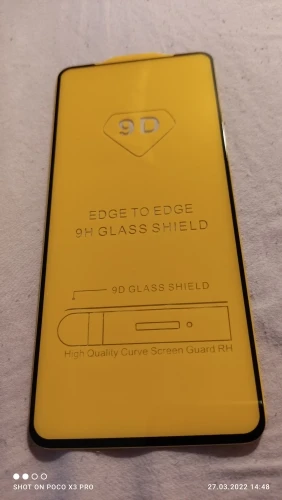 9D
EDGE TO EDGE
9H GLASS SHIELD
9D GLASS SHIELD
High Quality Curve Screen Guard RH
SHOT ON POCO X3 PRO
27.03.2022 14:48